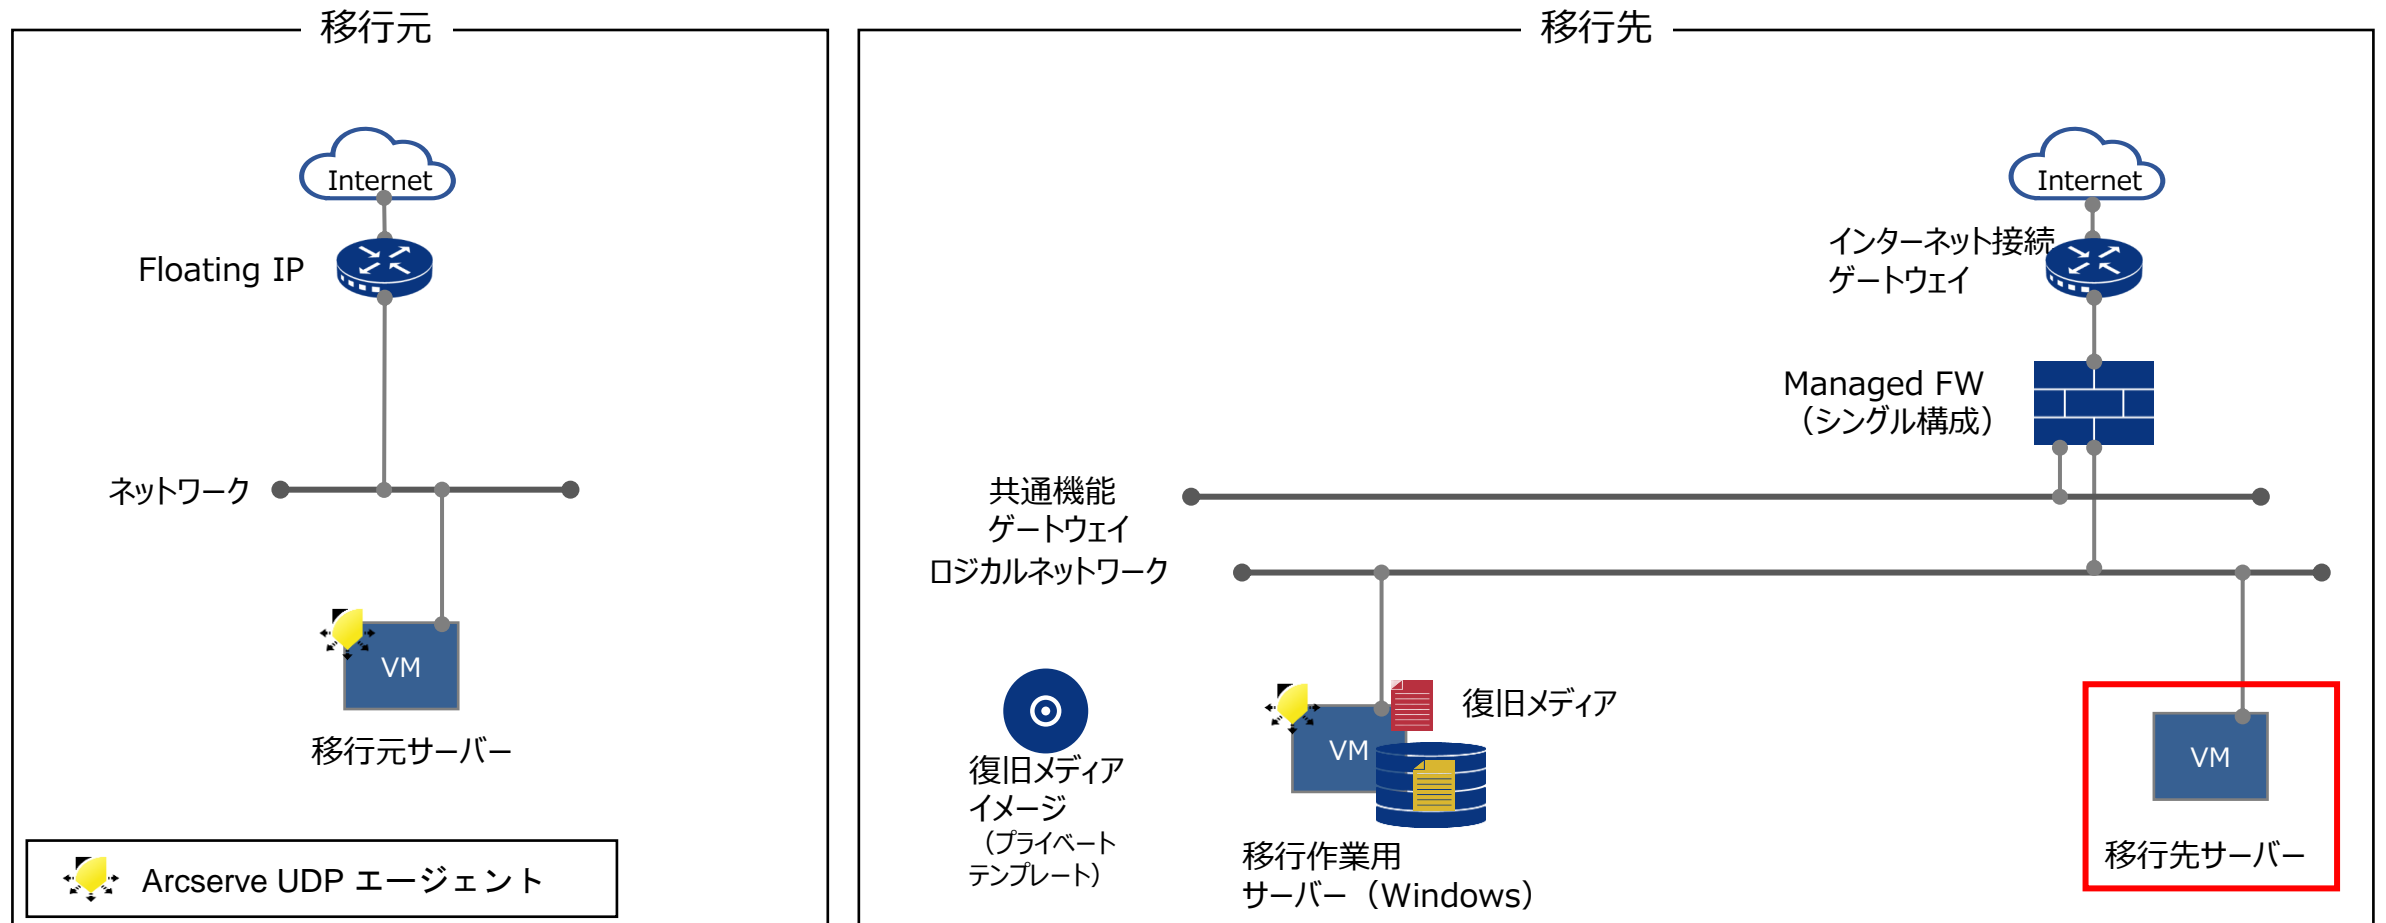 移行元
Internet
Floating IP
ネットワーク
VM
移行元サーバー
Arcserve UDP エージェント
移行先
Internet
インターネット接続
ゲートウェイ
Managed FW
（シングル構成）
共通機能
ゲートウェイ
ロジカルネットワーク
復旧メディア
イメージ
（プライベート
テンプレート）
VM
復旧メディア
移行作業用
サーバー（Windows）
VM
移行先サーバー